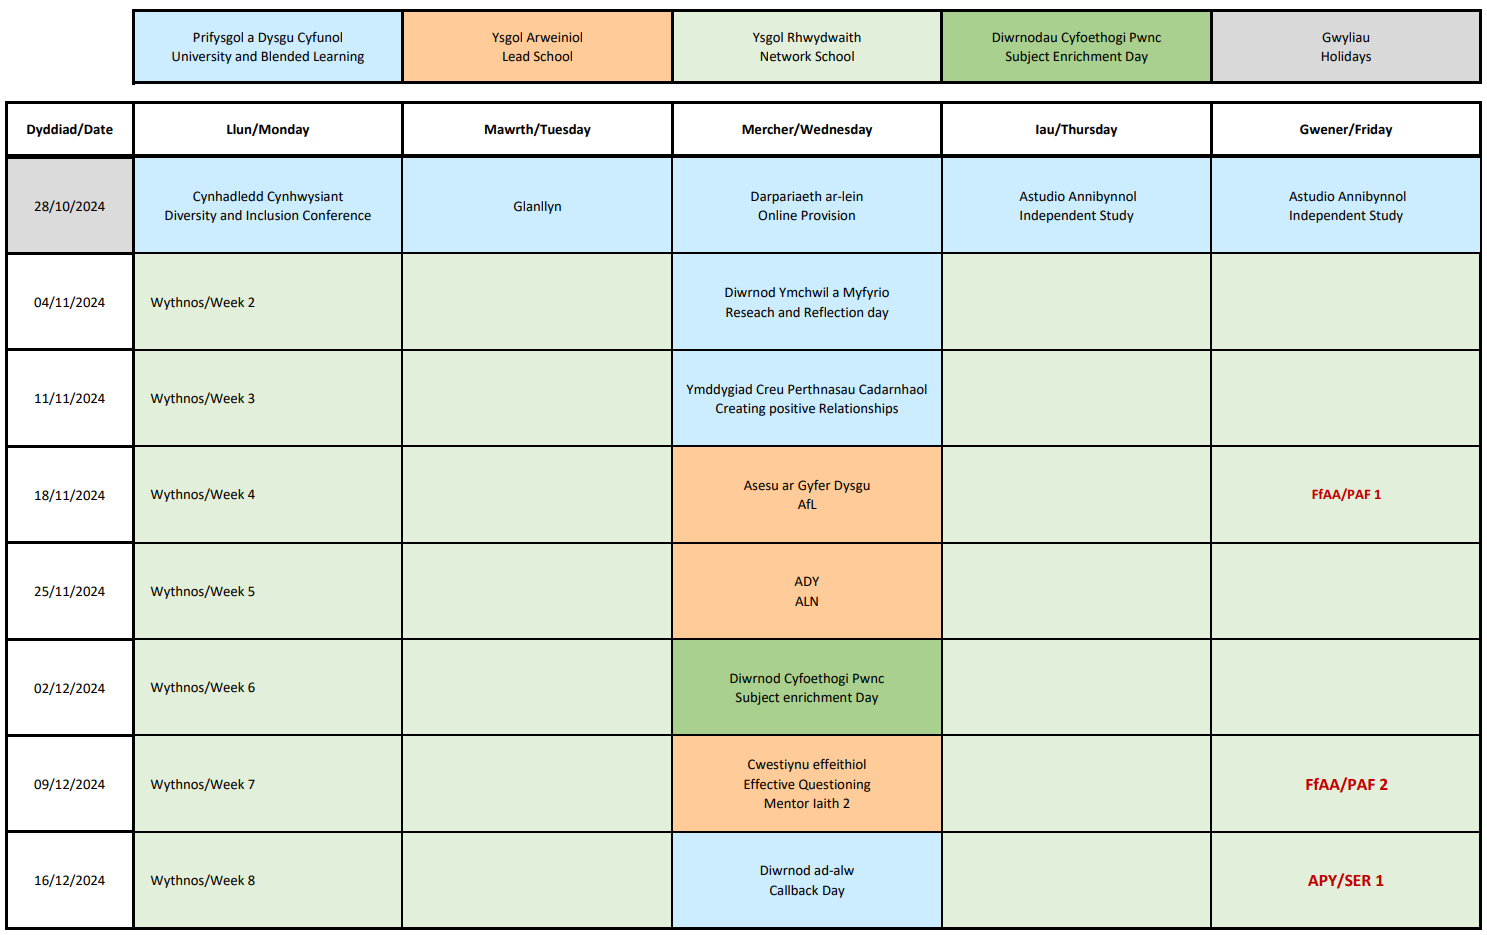 Prifysgol a Dysgu Cyfunol
University and Blended Learning
Ysgol Arweiniol
Lead School
Ysgol Rhwydwaith
Network School
Diwrnodau Cyfoethogi Pwnc
Subject Enrichment Day
Gwyliau
Holidays
Dyddiad/Date
Llun/Monday
Mawrth/Tuesday
Mercher/Wednesday
Iau/Thursday
Gwener/Friday
28/10/2024
Cynhadledd Cynhwysiant
Diversity and Inclusion Conference
Glanllyn
Darpariaeth ar-lein
Online Provision
Astudio Annibynnol
Independent Study
Astudio Annibynnol
Independent Study
04/11/2024
Wythnos/Week 2
Diwrnod Ymchwil a Myfyrio
Reseach and Reflection day
11/11/2024
Wythnos/Week 3
Ymddygiad Creu Perthnasau Cadarnhaol
Creating positive Relationships
18/11/2024
Wythnos/Week 4
Asesu ar Gyfer Dysgu
AfL
FfAA/PAF 1
25/11/2024
Wythnos/Week 5
ADY
ALN
02/12/2024
Wythnos/Week 6
Diwrnod Cyfoethogi Pwnc
Subject enrichment Day
09/12/2024
Wythnos/Week 7
Cwestiynu effeithiol
Effective Questioning
Mentor Iaith 2
FfAA/PAF 2
16/12/2024
Wythnos/Week 8
Diwrnod ad-alw
Callback Day
APY/SER 1